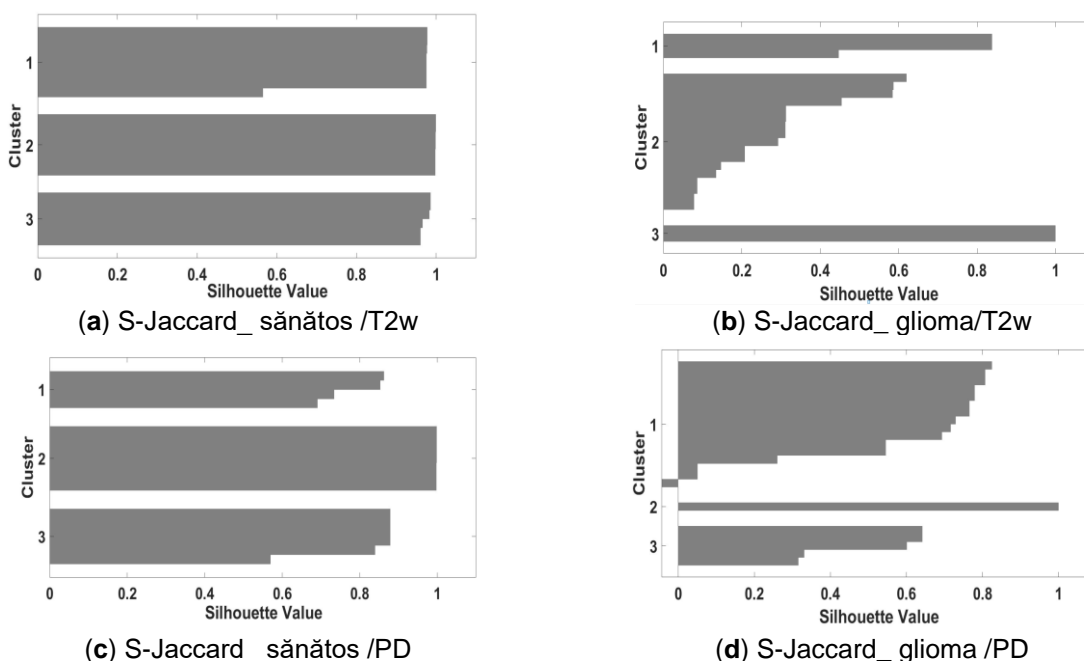 1
2
3
Cluster
0 0.2 0.4 0.6 0.8 1
Silhouette Value
(a) S-Jaccard_ sănătos /T2w
1
2
3
Cluster
0 0.2 0.4 0.6 0.8 1
Silhouette Value
(b) S-Jaccard_ glioma/T2w
1
2
3
Cluster
0 0.2 0.4 0.6 0.8 1
Silhouette Value
(c) S-Jaccard_ sănătos /PD
1
2
3
Cluster
0 0.2 0.4 0.6 0.8 1
Silhouette Value
(d) S-Jaccard_ glioma /PD